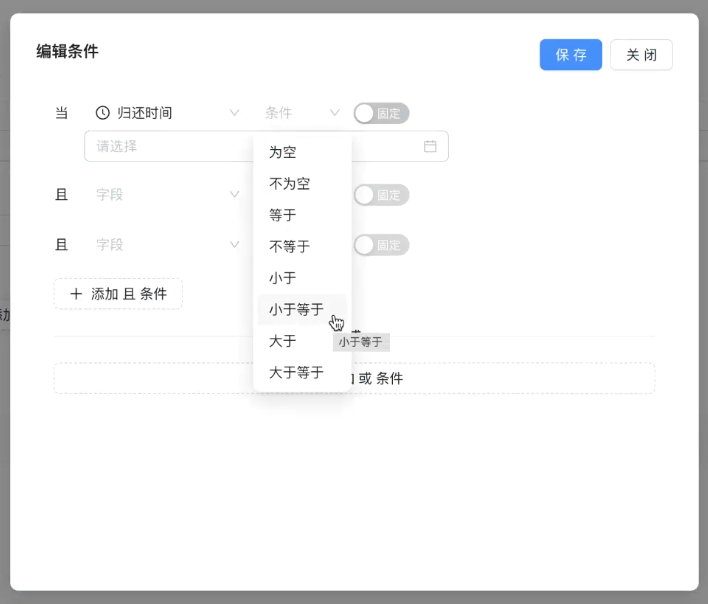 编辑条件
保 存
关 闭
当
归还时间
条件
固定
请选择
为空
不为空
且
字段
固定
等于
且
字段
不等于
固定
小于
添加 且 条件
小于等于
大于
小于等于
大于等于
或 条件